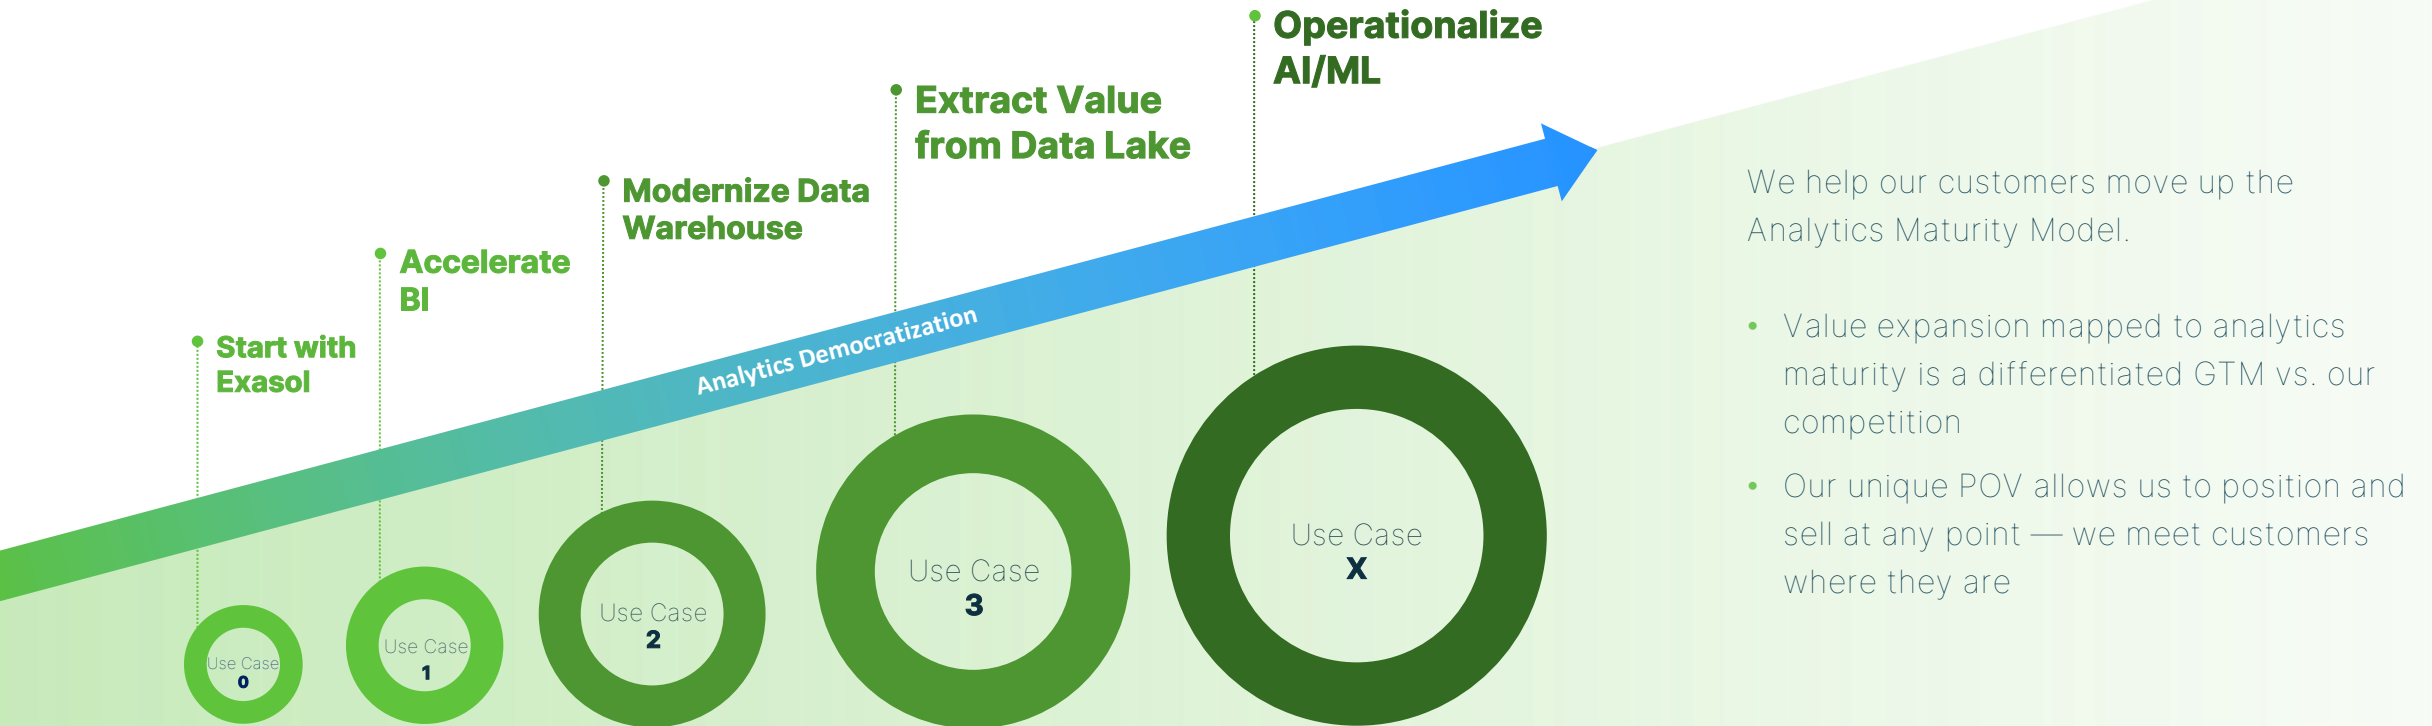 Operationalize
AI/ML
Extract Value
from Data Lake
Modernize Data
Warehouse
Accelerate
BI
Start with
Exasol
Analytics Democratization
Use Case
0
Use Case
1
Use Case
2
Use Case
3
Use Case
X
We help our customers move up the
Analytics Maturity Model.
• Value expansion mapped to analytics
maturity is a differentiated GTM vs. our
competition
• Our unique POV allows us to position and
sell at any point — we meet customers
where they are